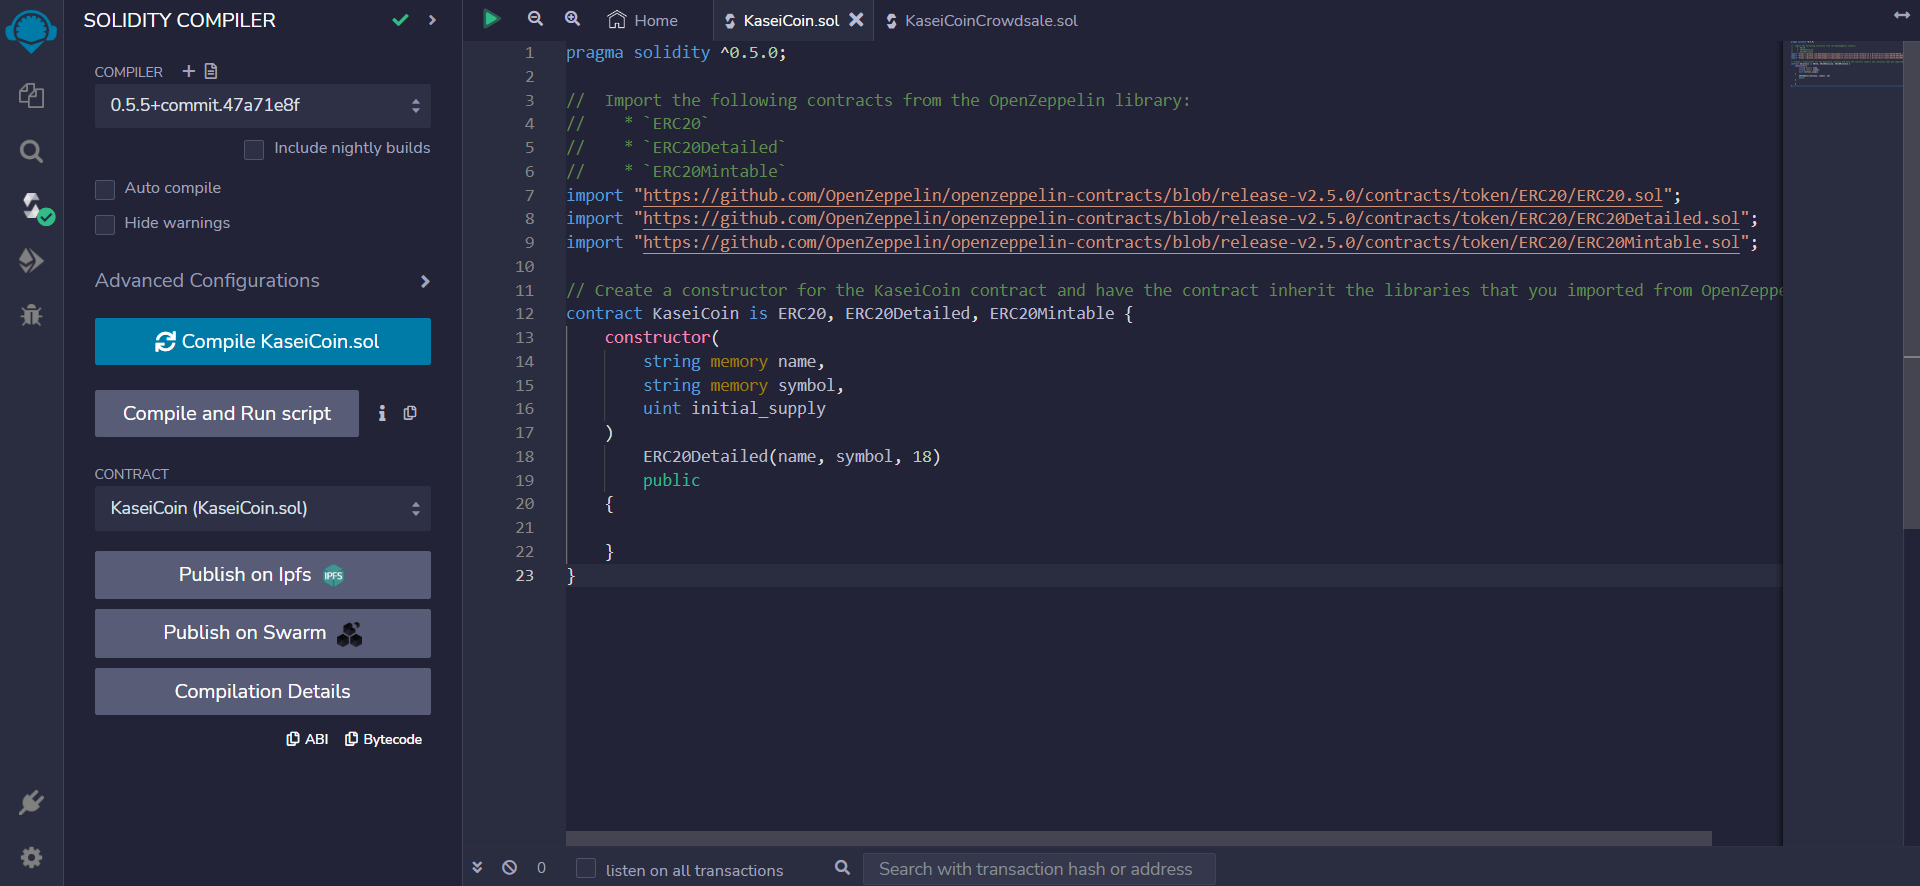 SOLIDITY COMPILER
COMPILER
0.5.5+commit.47a71e8f
Include nightly builds
Auto compile
Hide warnings
Advanced Configurations
Compile KaseiCoin.sol
Compile and Run script
CONTRACT
KaseiCoin (KaseiCoin.sol)
Publish on Ipfs IPFS
Publish on Swarm
Compilation Details
ABI Bytecode
Home KaseiCoin.sol KaseiCoinCrowdsale.sol
1 pragma solidity ^0.5.0;
2
3 //  Import the following contracts from the OpenZeppelin library:
4 //    * `ERC20`
5 //    * `ERC20Detailed`
6 //    * `ERC20Mintable`
7 import "https://github.com/OpenZeppelin/openzeppelin-contracts/blob/release-v2.5.0/contracts/token/ERC20/ERC20.sol";
8 import "https://github.com/OpenZeppelin/openzeppelin-contracts/blob/release-v2.5.0/contracts/token/ERC20/ERC20Detailed.sol";
9 import "https://github.com/OpenZeppelin/openzeppelin-contracts/blob/release-v2.5.0/contracts/token/ERC20/ERC20Mintable.sol";
10
11 // Create a constructor for the KaseiCoin contract and have the contract inherit the libraries that you imported from OpenZeppe
12 contract KaseiCoin is ERC20, ERC20Detailed, ERC20Mintable {
13     constructor(
14         string memory name,
15         string memory symbol,
16         uint initial_supply
17     )
18         ERC20Detailed(name, symbol, 18)
19         public
20     {
21
22     }
23 }
0 listen on all transactions Search with transaction hash or address